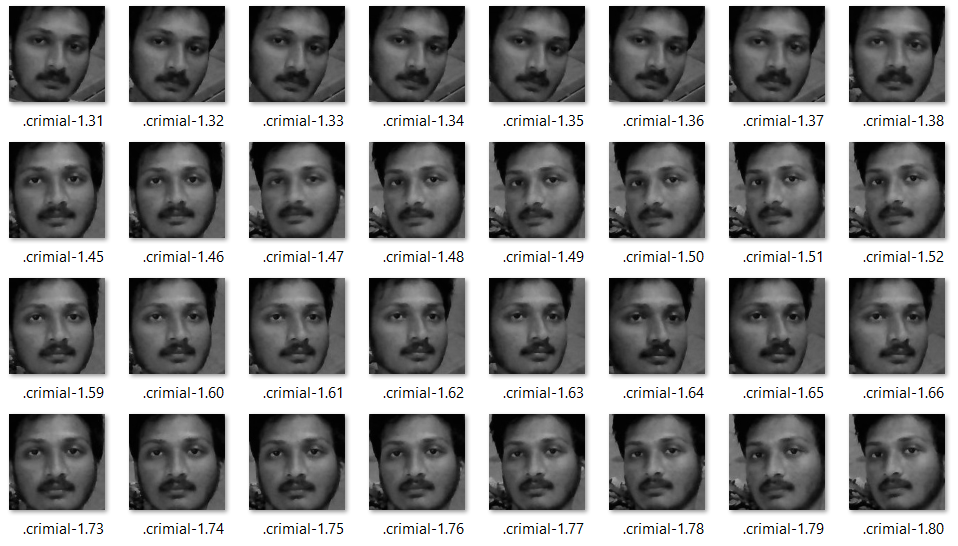 .crimial-1.31 .crimial-1.32 .crimial-1.33 .crimial-1.34 .crimial-1.35 .crimial-1.36 .crimial-1.37 .crimial-1.38
.crimial-1.45 .crimial-1.46 .crimial-1.47 .crimial-1.48 .crimial-1.49 .crimial-1.50 .crimial-1.51 .crimial-1.52
.crimial-1.59 .crimial-1.60 .crimial-1.61 .crimial-1.62 .crimial-1.63 .crimial-1.64 .crimial-1.65 .crimial-1.66
.crimial-1.73 .crimial-1.74 .crimial-1.75 .crimial-1.76 .crimial-1.77 .crimial-1.78 .crimial-1.79 .crimial-1.80